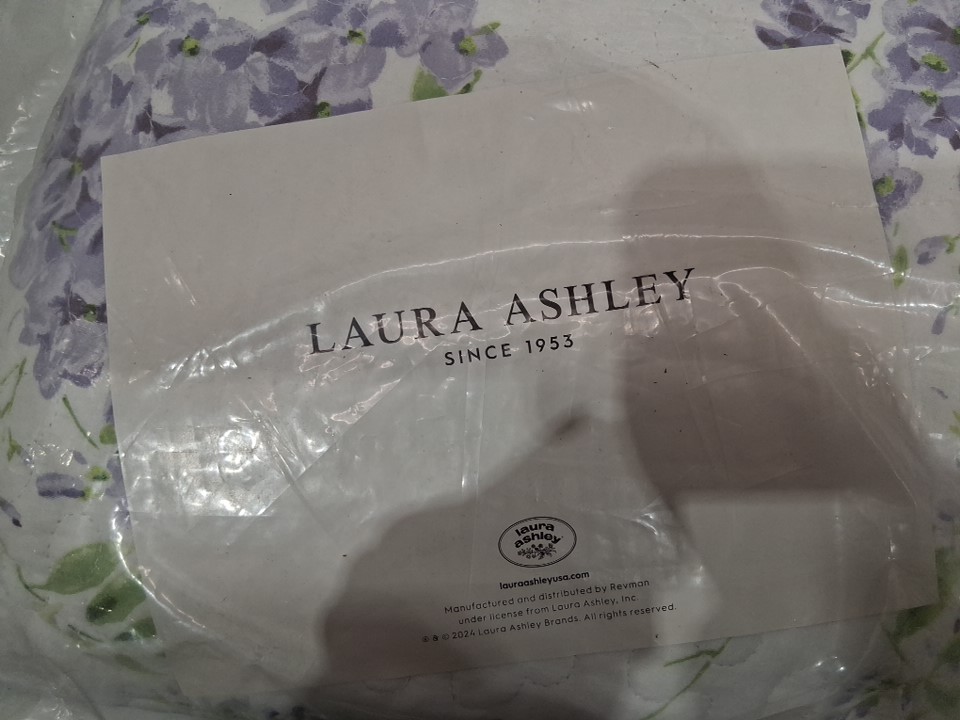 LAURA ASHLEY
SINCE 1953
laura
ashley
lauraashleyusa.com
Manufactured and distributed by Revman
under license from Laura Ashley, Inc.
® & © 2024 Laura Ashley Brands. All rights reserved.